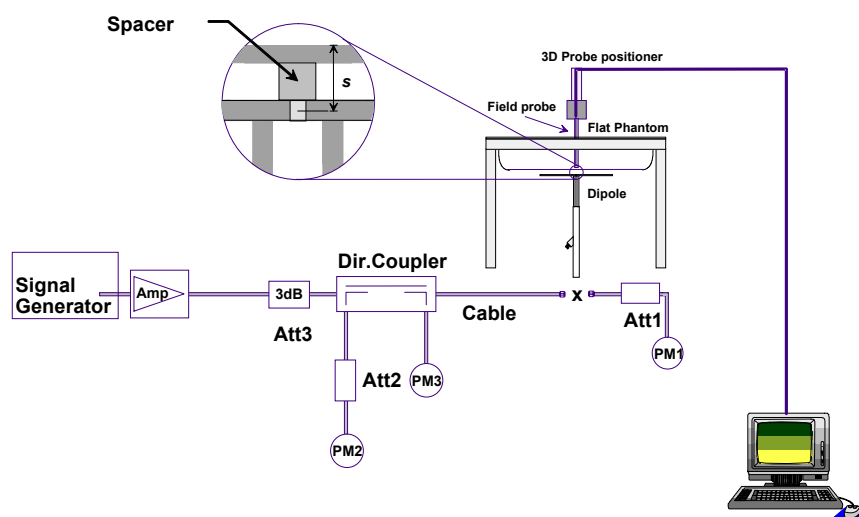 Spacer
s
3D Probe positioner
Field probe
Flat Phantom
Dipole
Signal
Generator
Amp
3dB
Att3
Dir.Coupler
Cable
x
Att1
PM1
Att2
PM3
PM2